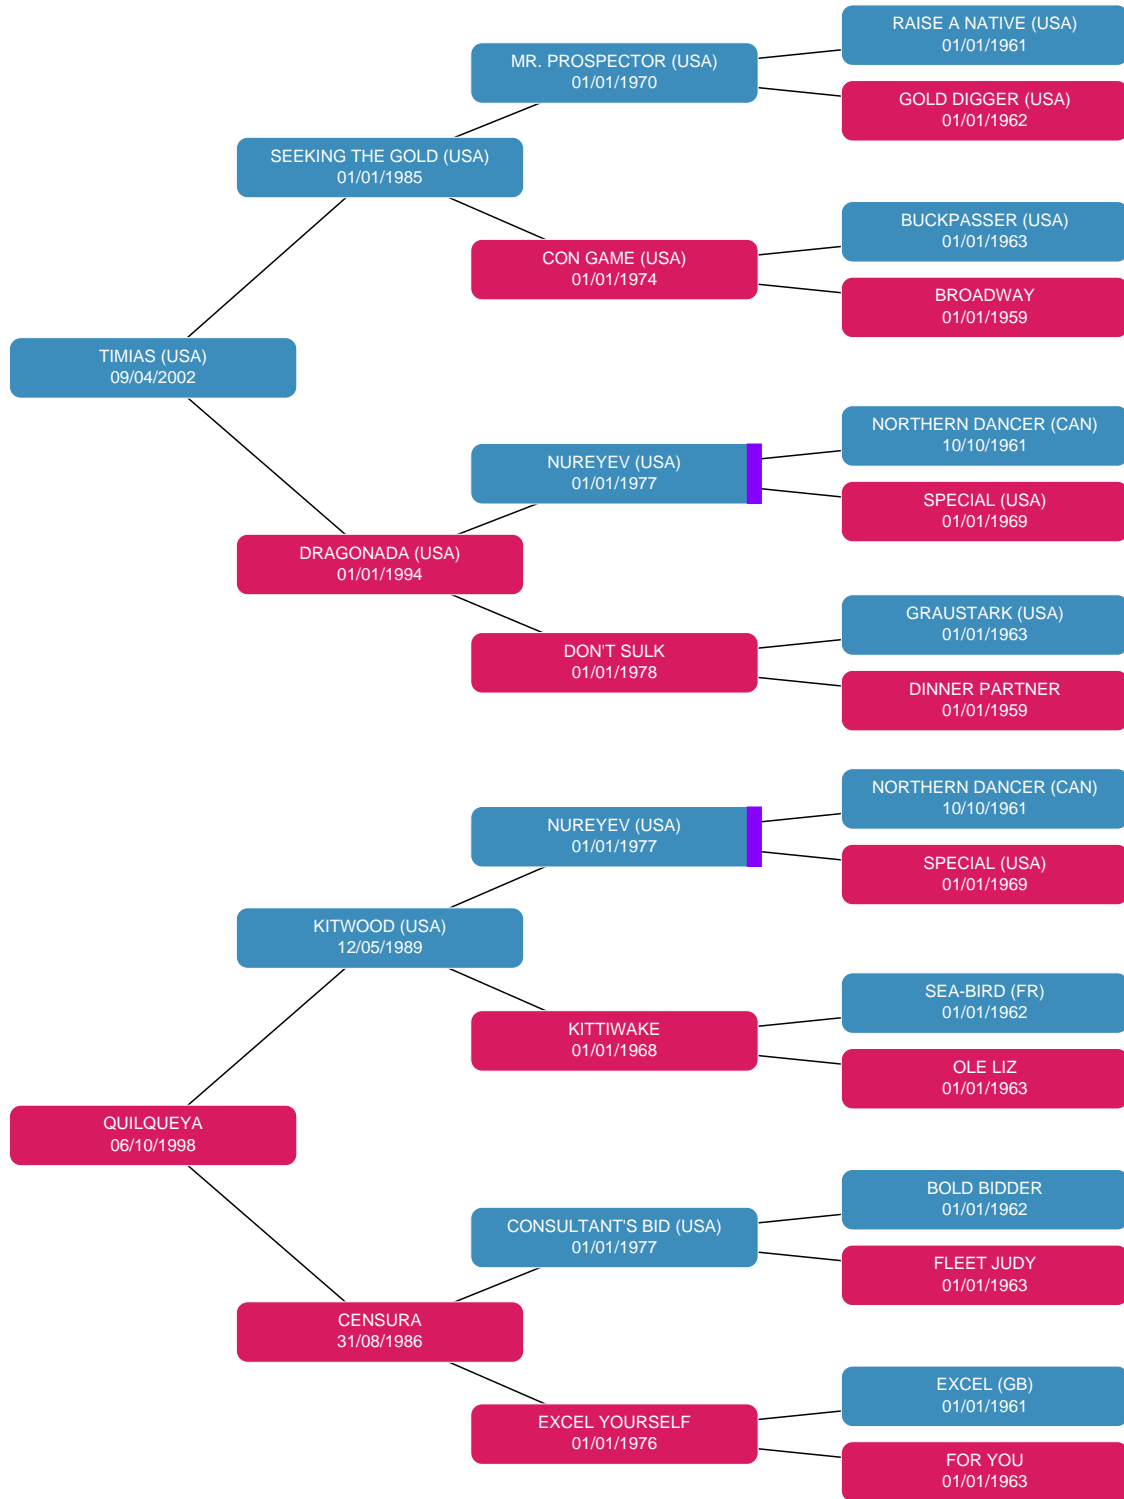 RAISE A NATIVE (USA)
01/01/1961
MR. PROSPECTOR (USA)
01/01/1970
GOLD DIGGER (USA)
01/01/1962
SEEKING THE GOLD (USA)
01/01/1985
BUCKPASSER (USA)
01/01/1963
CON GAME (USA)
01/01/1974
BROADWAY
01/01/1959
TIMIAS (USA)
09/04/2002
NORTHERN DANCER (CAN)
10/10/1961
NUREYEV (USA)
01/01/1977
SPECIAL (USA)
01/01/1969
DRAGONADA (USA)
01/01/1994
GRAUSTARK (USA)
01/01/1963
DON'T SULK
01/01/1978
DINNER PARTNER
01/01/1959
NORTHERN DANCER (CAN)
10/10/1961
NUREYEV (USA)
01/01/1977
SPECIAL (USA)
01/01/1969
KITWOOD (USA)
12/05/1989
SEA-BIRD (FR)
01/01/1962
KITTIWAKE
01/01/1968
OLE LIZ
01/01/1963
QUILQUEYA
06/10/1998
BOLD BIDDER
01/01/1962
CONSULTANT'S BID (USA)
01/01/1977
FLEET JUDY
01/01/1963
CENSURA
31/08/1986
EXCEL (GB)
01/01/1961
EXCEL YOURSELF
01/01/1976
FOR YOU
01/01/1963